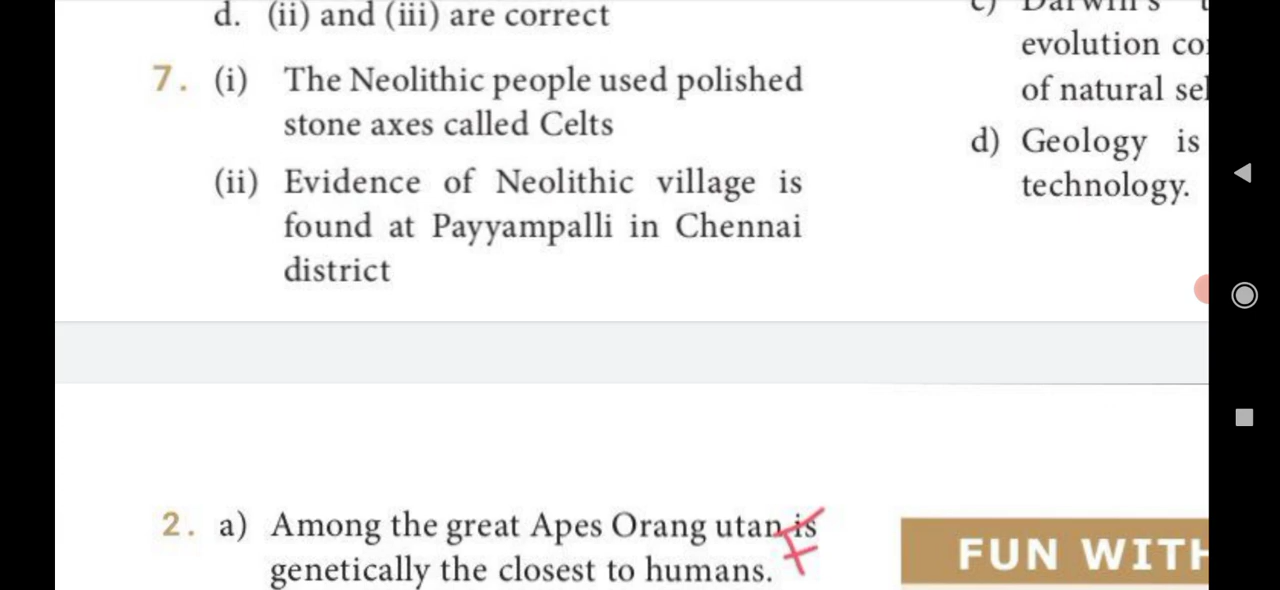 d. (ii) and (iii) are correct
7. (i) The Neolithic people used polished
stone axes called Celts
(ii) Evidence of Neolithic village is
found at Payyampalli in Chennai
district
2. a) Among the great Apes Orang utan is
genetically the closest to humans.
F
c) Darwin's
evolution
of natural
d) Geology is
technology.
FUN WITH